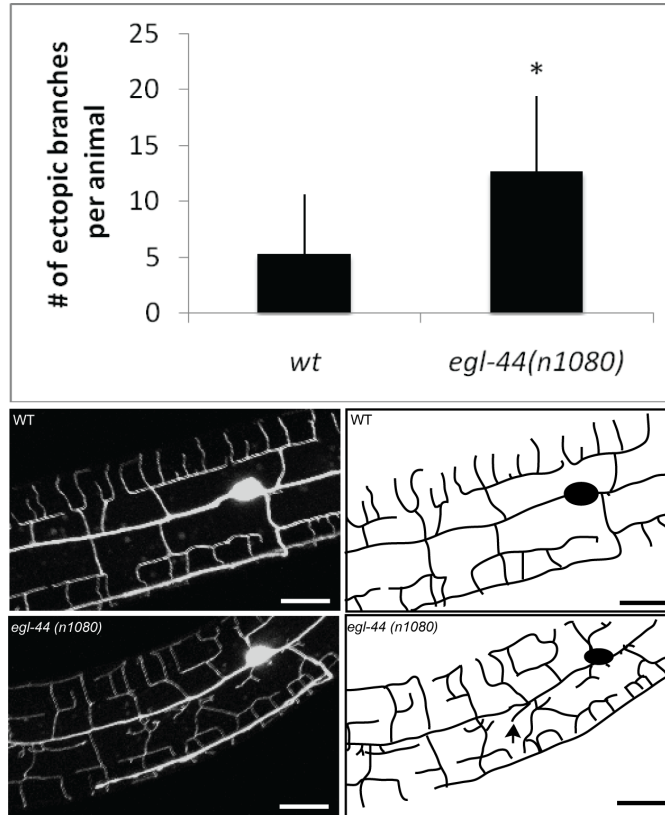 25
20
15
10
5
0
# of ectopic branches
per animal
*
wt
egl-44(n1080)
WT
WT
egl-44 (n1080)
egl-44 (n1080)